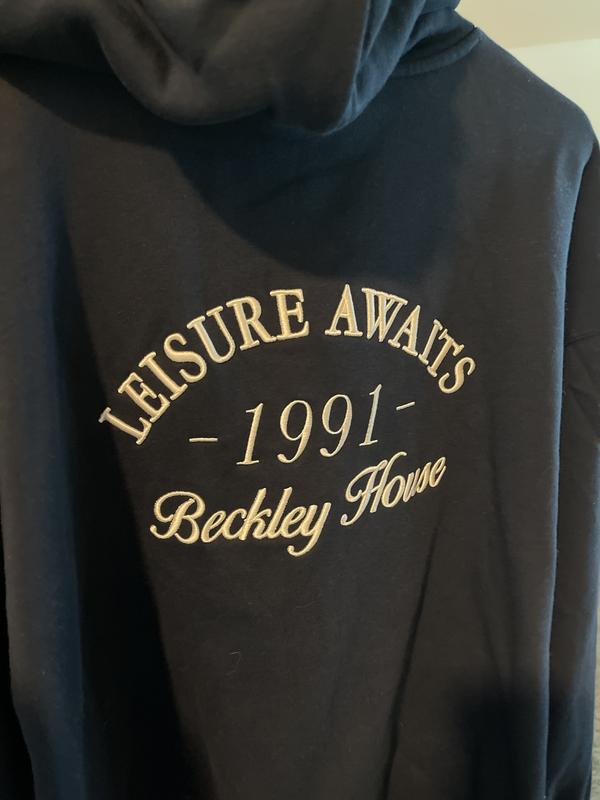 LEISURE AWAITS
- 1991 -
Beckley House